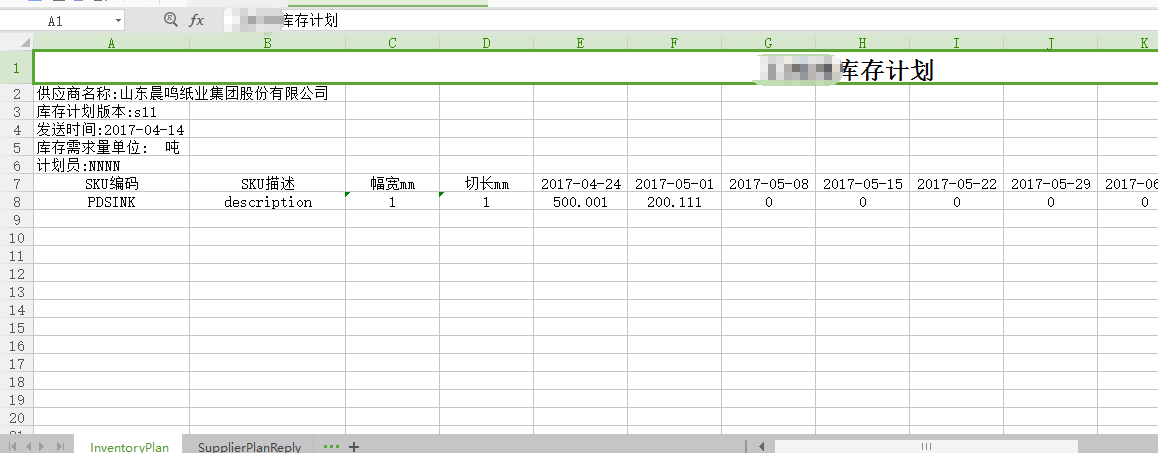 A1 fx 库存计划
A B C D E F G H I J K
1 库存计划
2 供应商名称:山东晨鸣纸业集团股份有限公司
3 库存计划版本:s11
4 发送时间:2017-04-14
5 库存需求量单位: 吨
6 计划员:NNNN
7 SKU编码 SKU描述 幅宽mm 切长mm 2017-04-24 2017-05-01 2017-05-08 2017-05-15 2017-05-22 2017-05-29 2017-06
8 PDSINK description 1 1 500.001 200.111 0 0 0 0 0
9
10
11
12
13
14
15
16
17
18
19
20
21
InventoryPlan SupplierPlanReply ··· +